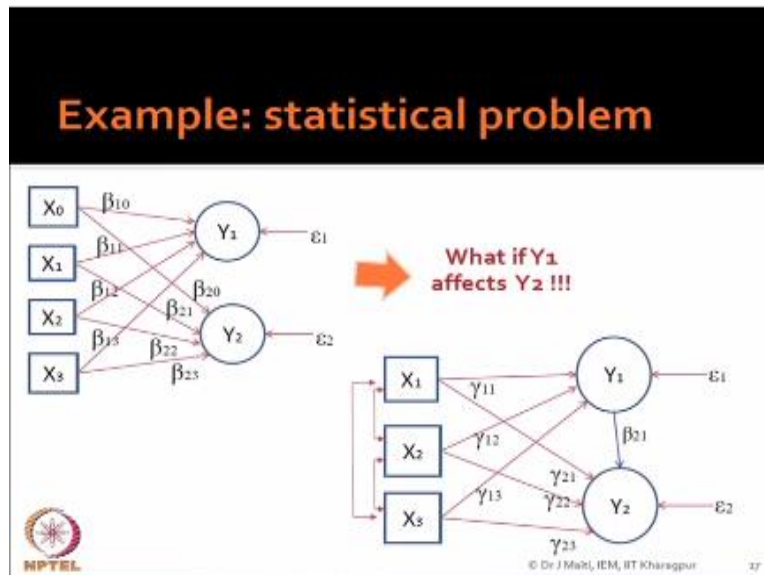 Example: statistical problem
X₀
β₁₀
Y₁
ε₁
X₁
β₁₁
X₂
β₁₂
β₂₀
β₂₁
Y₂
ε₂
X₃
β₁₃
β₂₂
β₂₃
What if Y₁
affects Y₂ !!!
X₁
γ₁₁
Y₁
ε₁
β₂₁
X₂
γ₁₂
γ₂₁
X₃
γ₁₃
γ₂₂
Y₂
ε₂
γ₂₃
NPTEL
© Dr J Maiti, IEM, IIT Kharagpur
17